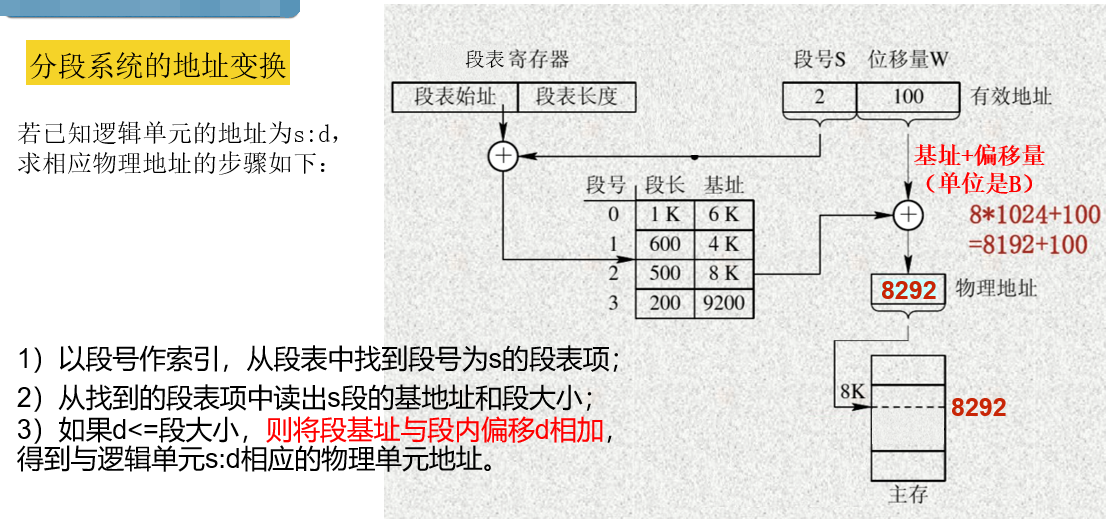 分段系统的地址变换
若已知逻辑单元的地址为s:d，
求相应物理地址的步骤如下：
段表寄存器
段表始址 段表长度
段号S 位移量W
2 100 有效地址
基址+偏移量
（单位是B）
8*1024+100
=8192+100
段号 段长 基址
0 1K 6K
1 600 4K
2 500 8K
3 200 9200
8292 物理地址
8K
8292
主存
1）以段号作索引，从段表中找到段号为s的段表项；
2）从找到的段表项中读出s段的基地址和段大小；
3）如果d<=段大小，则将段基址与段内偏移d相加，
得到与逻辑单元s:d相应的物理单元地址。